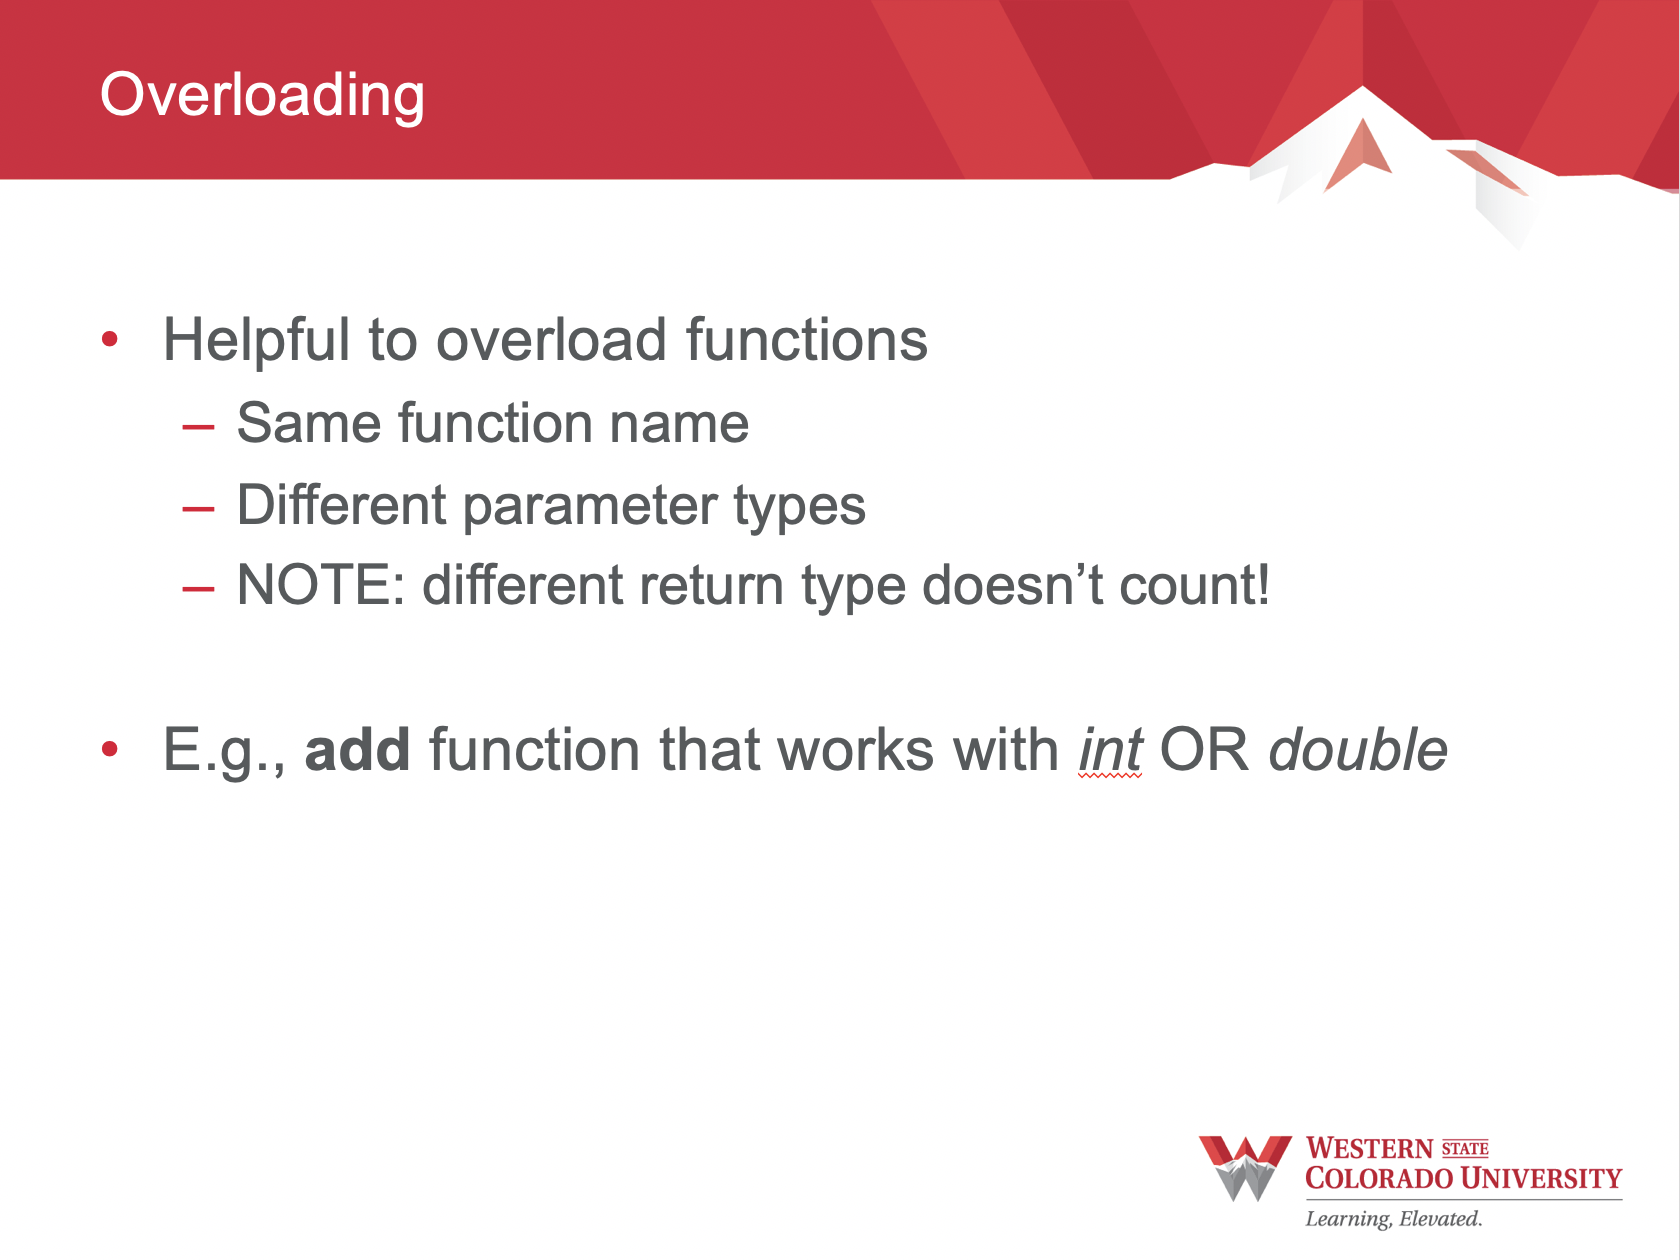 Overloading
• Helpful to overload functions
– Same function name
– Different parameter types
– NOTE: different return type doesn’t count!
• E.g., add function that works with int OR double
WESTERN STATE
COLORADO UNIVERSITY
Learning, Elevated.